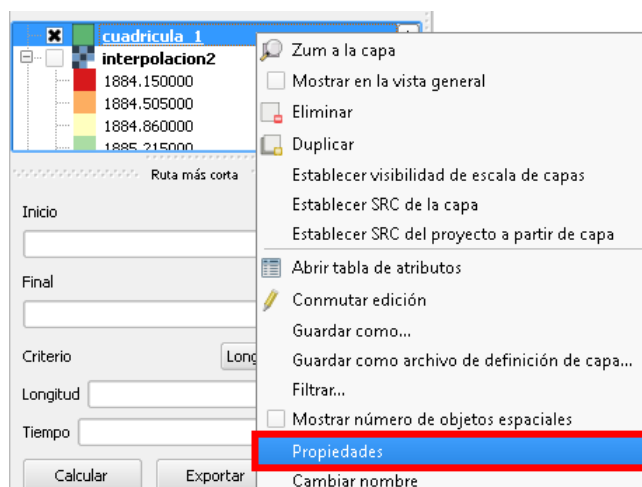 cuadricula_1
interpolacion2
1884.150000
1884.505000
1884.860000
1885.215000
Ruta más corta
Inicio
Final
Criterio
Long
Longitud
Tiempo
Calcular
Exportar
Zum a la capa
Mostrar en la vista general
Eliminar
Duplicar
Establecer visibilidad de escala de capas
Establecer SRC de la capa
Establecer SRC del proyecto a partir de capa
Abrir tabla de atributos
Conmutar edición
Guardar como...
Guardar como archivo de definición de capa...
Filtrar...
Mostrar número de objetos espaciales
Propiedades
Cambiar nombre